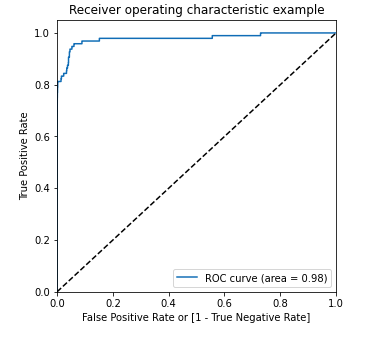 Receiver operating characteristic example
1.0
0.8
0.6
0.4
0.2
0.0
True Positive Rate
ROC curve (area = 0.98)
0.0 0.2 0.4 0.6 0.8 1.0
False Positive Rate or [1 - True Negative Rate]